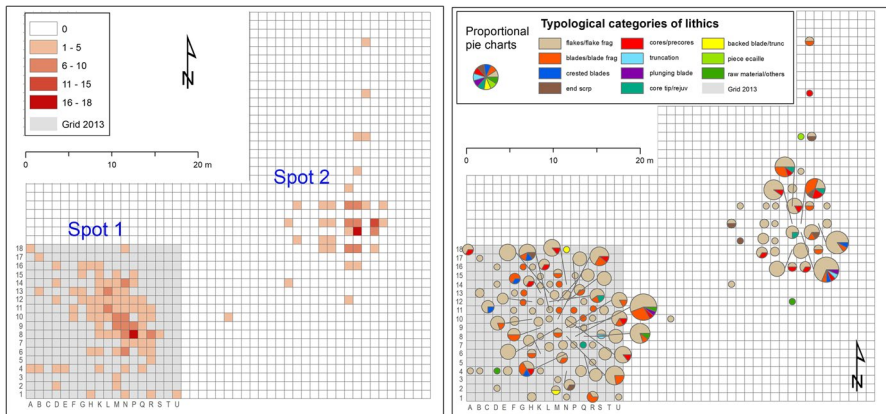 0
1 - 5
6 - 10
11 - 15
16 - 18
Grid 2013
N
0 20 m
Spot 2
Spot 1
18
17
16
15
14
13
12
11
10
9
8
7
6
5
4
3
2
1
A B C D E F G H K L M N P Q R S T U
Typological categories of lithics
Proportional
pie charts
flakes/flake frag
blades/blade frag
crested blades
end scrp
cores/precores
truncation
plunging blade
core tip/rejuv
backed blade/trunc
piece ecaille
raw material/others
Grid 2013
0 20 m
18
17
16
15
14
13
12
11
10
9
8
7
6
5
4
3
2
1
A B C D E F G H K L M N P Q R S T U
N